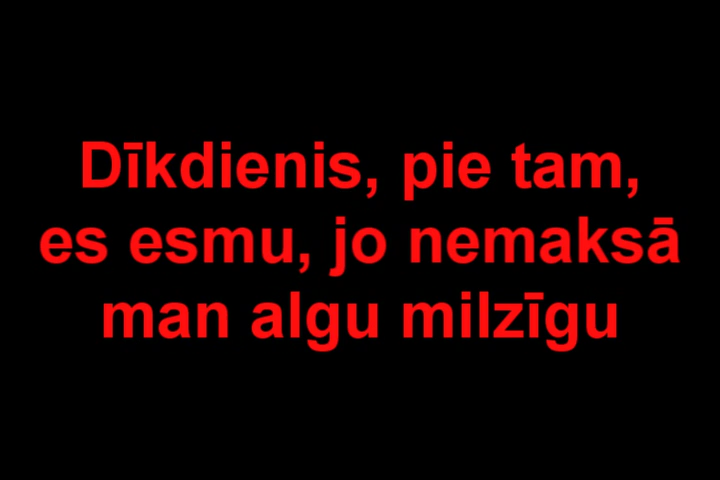 Dīkdienis, pie tam,
es esmu, jo nemaksā
man algu milzīgu